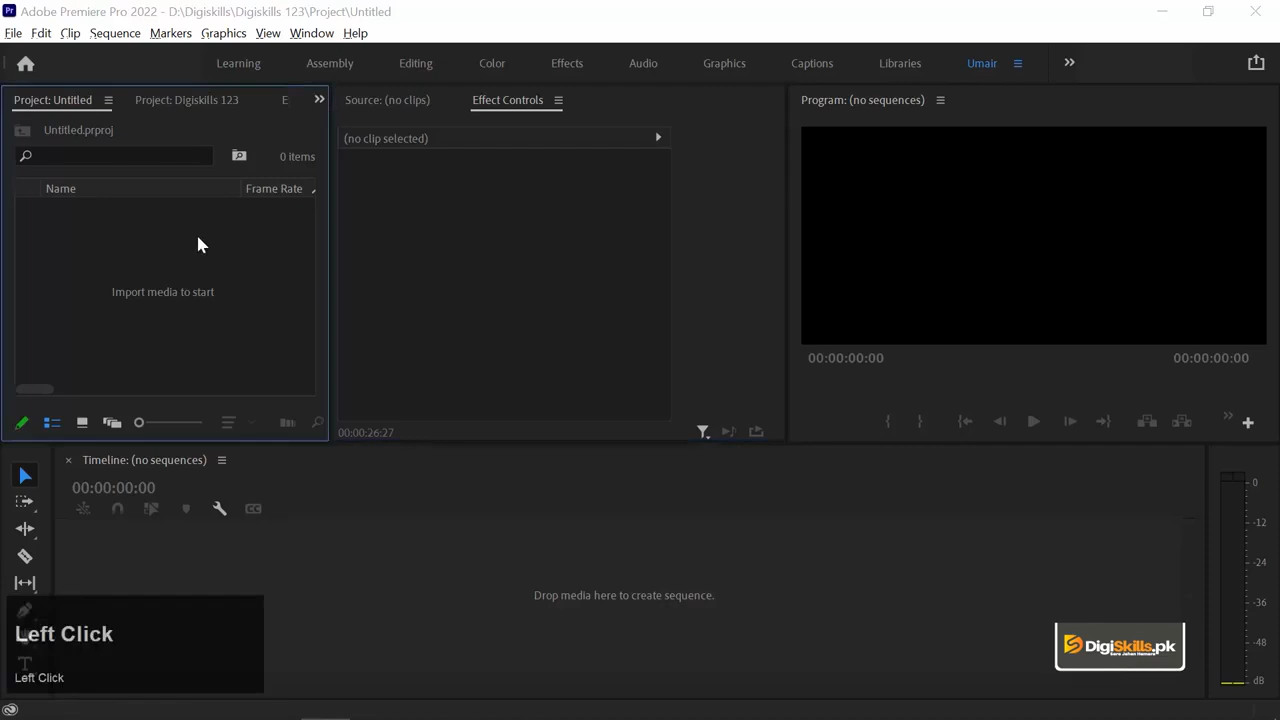 Adobe Premiere Pro 2022 - D:\Digiskills\Digiskills 123\Project\Untitled
File Edit Clip Sequence Markers Graphics View Window Help
Learning Assembly Editing Color Effects Audio Graphics Captions Libraries Umair
Project: Untitled Project: Digiskills 123 E
Source: (no clips) Effect Controls
Program: (no sequences)
Untitled.prproj
(no clip selected)
0 items
Name Frame Rate
Import media to start
00:00:00:00 00:00:00:00
00:00:26:27
Timeline: (no sequences)
00:00:00:00
CC
Drop media here to create sequence.
0
-12
-24
-36
-48
dB
Left Click
Left Click
DigiSkills.pk